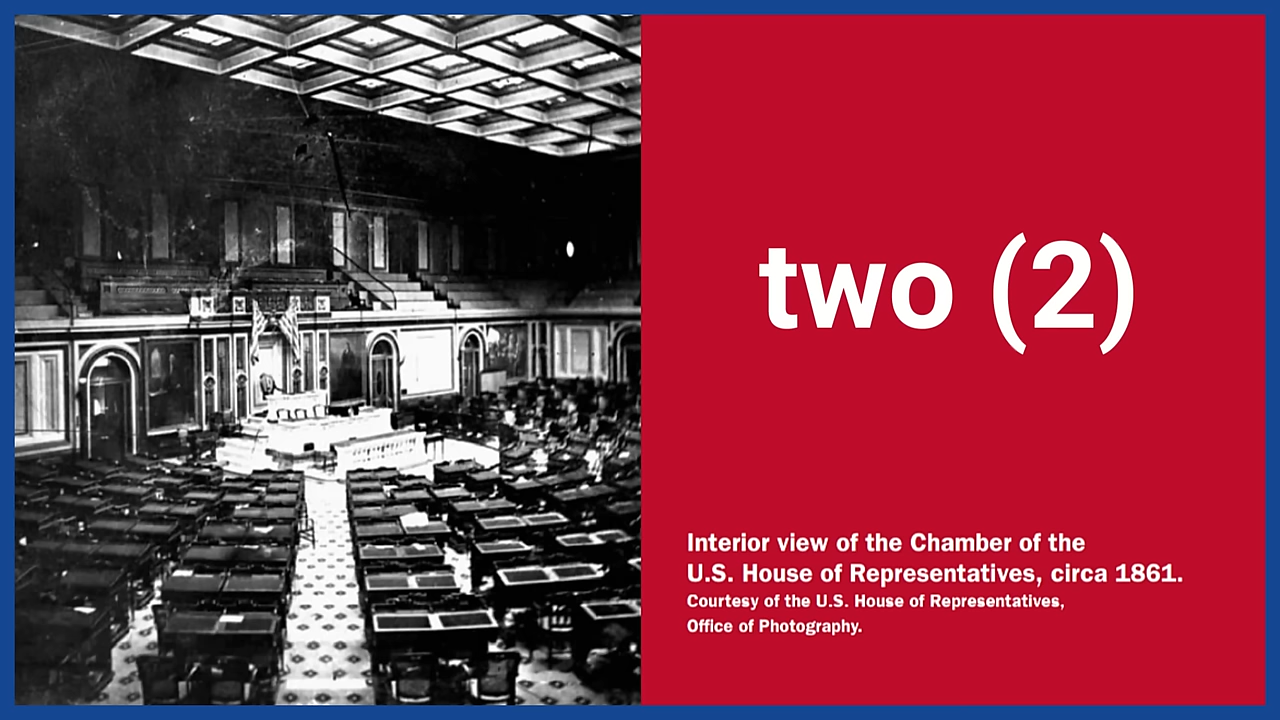 two (2)
Interior view of the Chamber of the
U.S. House of Representatives, circa 1861.
Courtesy of the U.S. House of Representatives,
Office of Photography.